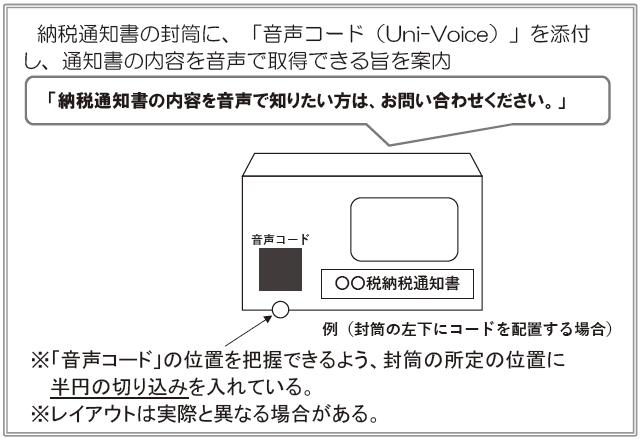 納税通知書の封筒に、「音声コード（Uni-Voice）」を添付
し、通知書の内容を音声で取得できる旨を案内
「納税通知書の内容を音声で知りたい方は、お問い合わせください。」
音声コード
〇〇税納税通知書
例（封筒の左下にコードを配置する場合）
※「音声コード」の位置を把握できるよう、封筒の所定の位置に
半円の切り込みを入れている。
※レイアウトは実際と異なる場合がある。